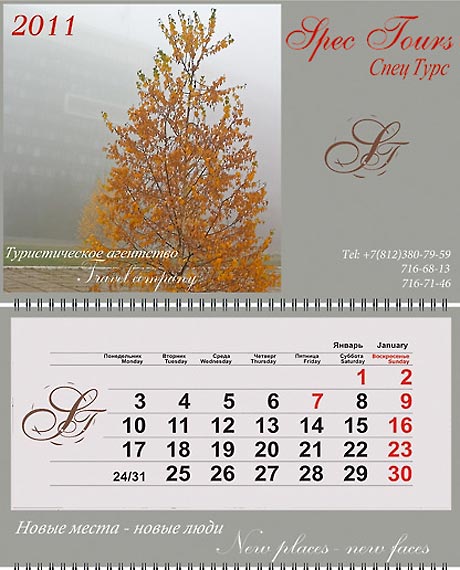 2011
Spec Tours
Спец Турс
ST
Туристическое агентство
Travel company
Tel: +7(812)380-79-59
716-68-13
716-71-46
Январь January
Понедельник Вторник Среда Четверг Пятница Суббота Воскресенье
Monday Tuesday Wednesday Thursday Friday Saturday Sunday
1 2
3 4 5 6 7 8 9
10 11 12 13 14 15 16
17 18 19 20 21 22 23
24/31 25 26 27 28 29 30
ST
Новые места - новые люди
New places - new faces